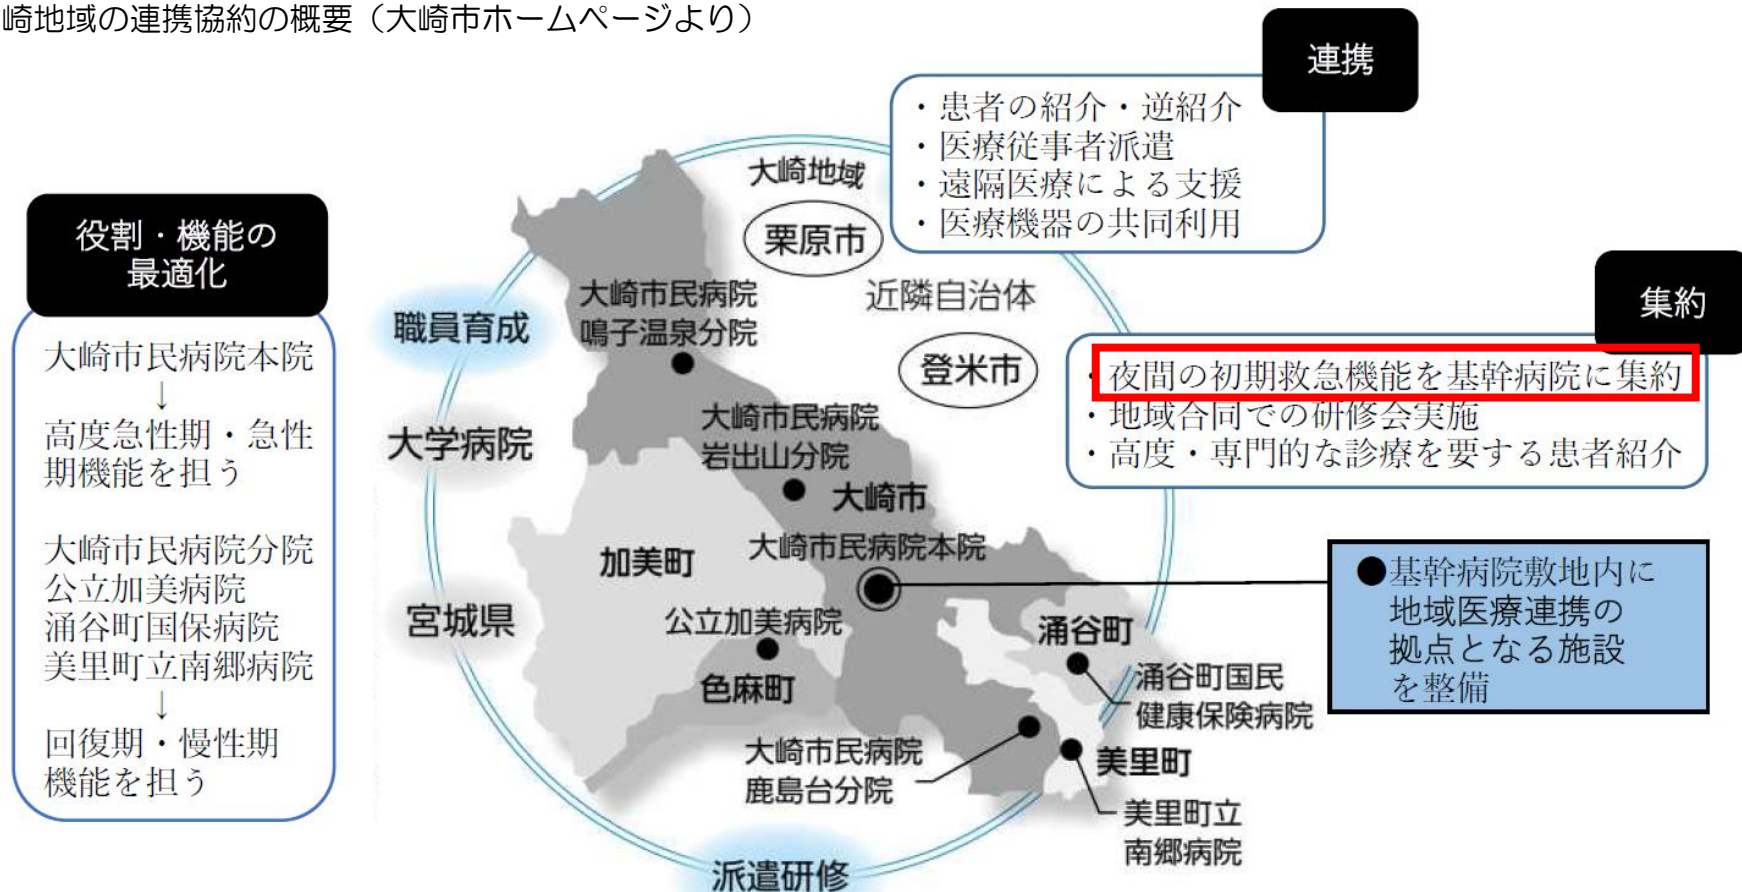 崎地域の連携協約の概要（大崎市ホームページより）
連携
・患者の紹介・逆紹介
・医療従事者派遣
・遠隔医療による支援
・医療機器の共同利用
役割・機能の
最適化
大崎市民病院本院
↓
高度急性期・急性
期機能を担う
大崎市民病院分院
公立加美病院
涌谷町国保病院
美里町立南郷病院
↓
回復期・慢性期
機能を担う
大崎地域
栗原市
近隣自治体
登米市
集約
・夜間の初期救急機能を基幹病院に集約
・地域合同での研修会実施
・高度・専門的な診療を要する患者紹介
職員育成
大学病院
宮城県
派遣研修
大崎市民病院
鳴子温泉分院
大崎市民病院
岩出山分院
大崎市
加美町
大崎市民病院本院
公立加美病院
色麻町
涌谷町
涌谷町国民
健康保険病院
大崎市民病院
鹿島台分院
美里町
美里町立
南郷病院
●基幹病院敷地内に
地域医療連携の
拠点となる施設
を整備